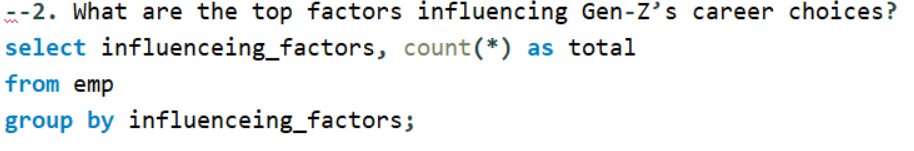 --2. What are the top factors influencing Gen-Z’s career choices?
select influenceing_factors, count(*) as total
from emp
group by influenceing_factors;